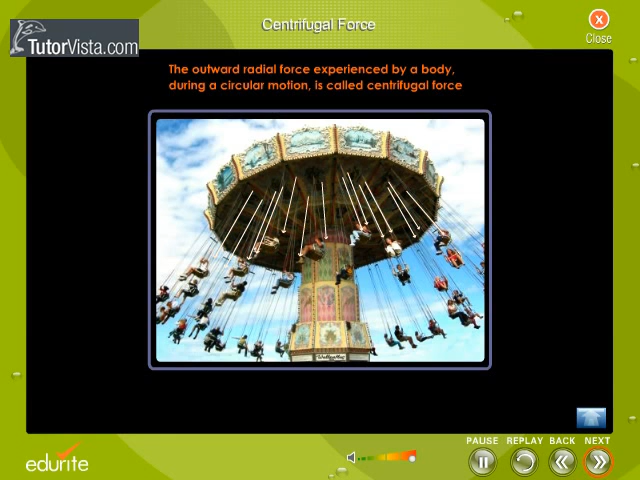 Centrifugal Force
X
Close
TutorVista.com
The outward radial force experienced by a body,
during a circular motion, is called centrifugal force
PAUSE REPLAY BACK NEXT
edurite